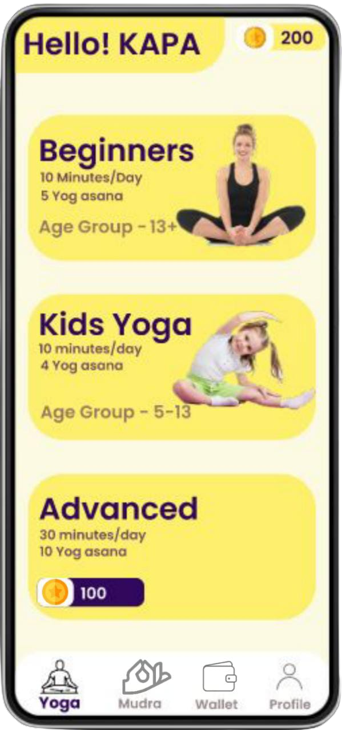 Hello! KAPA
200
Beginners
10 Minutes/Day
5 Yog asana
Age Group - 13+
Kids Yoga
10 minutes/day
4 Yog asana
Age Group - 5-13
Advanced
30 minutes/day
10 Yog asana
100
Yoga
Mudra
Wallet
Profile